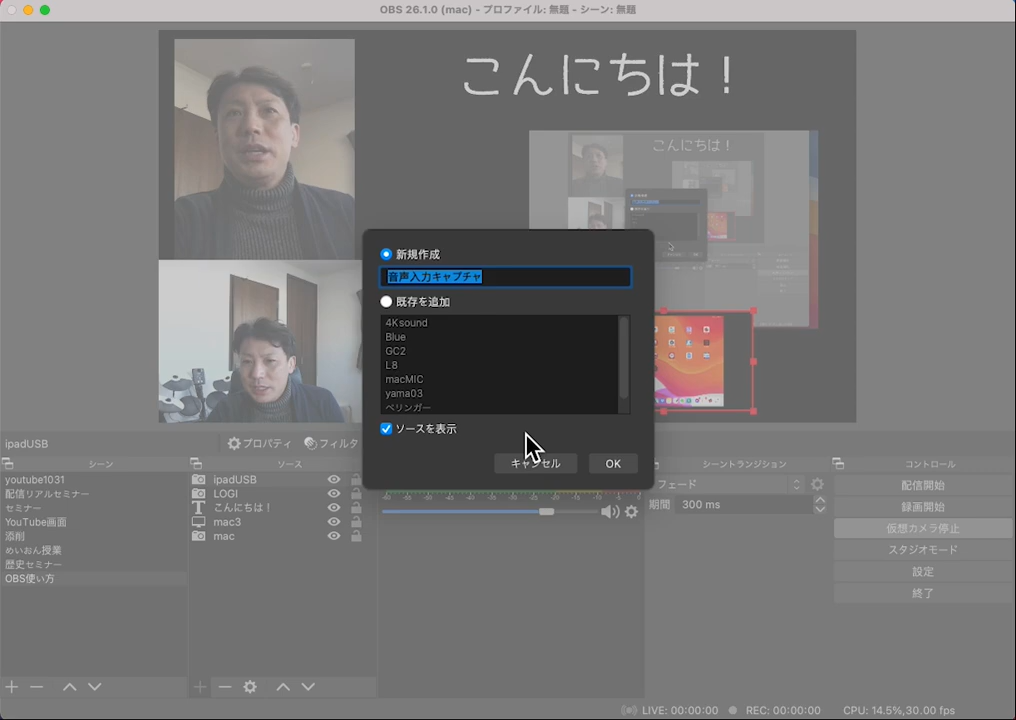 OBS 26.1.0 (mac) - プロファイル: 無題 - シーン: 無題
こんにちは！
こんにちは！
新規作成
音声入力キャプチャ
既存を追加
4Ksound
Blue
GC2
L8
macMIC
yama03
ベリンガー
ソースを表示
キャンセル
OK
ipadUSB
プロパティ
フィルタ
シーン
ソース
シーントランジション
コントロール
youtube1031
配信リアルセミナー
セミナー
YouTube画面
添削
めいおん授業
歴史セミナー
OBS使い方
ipadUSB
LOGI
こんにちは！
mac3
mac
フェード
期間 300 ms
配信開始
録画開始
仮想カメラ停止
スタジオモード
設定
終了
LIVE: 00:00:00
REC: 00:00:00
CPU: 14.5%,30.00 fps